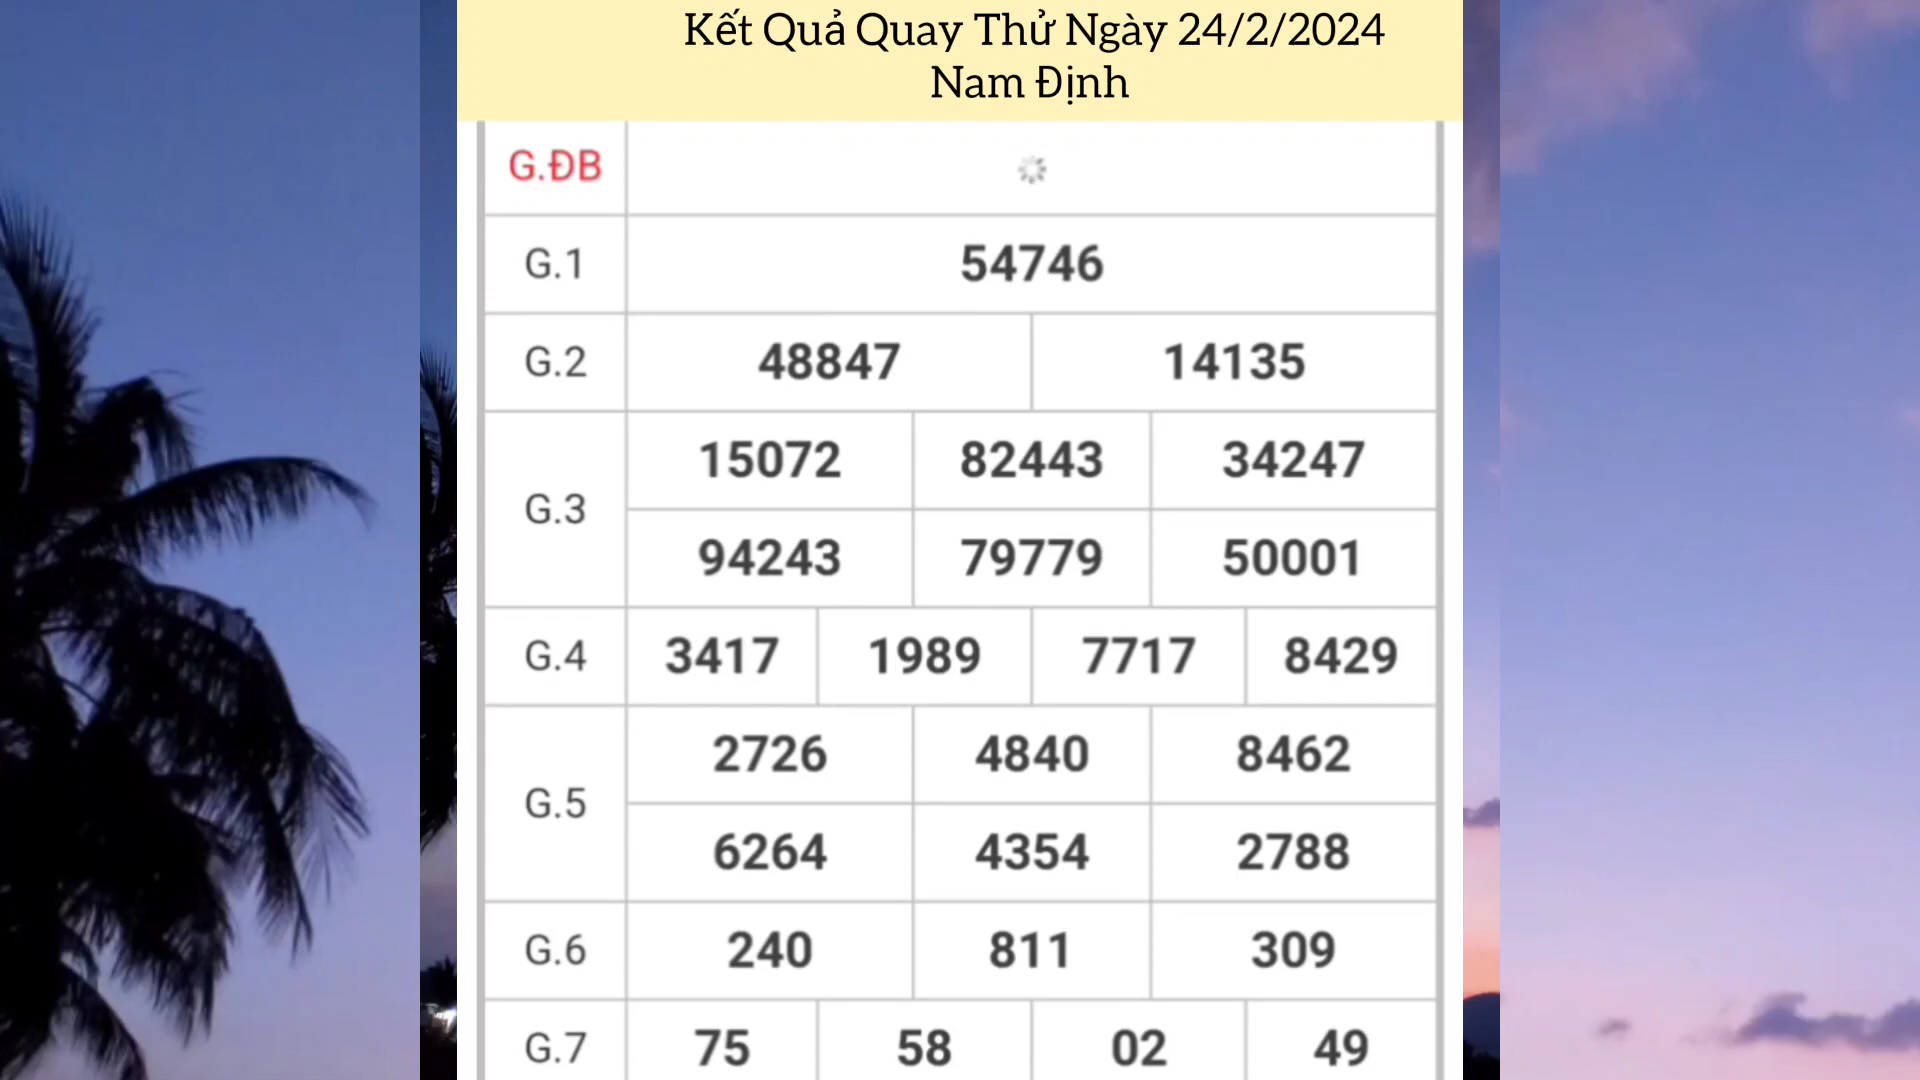 Kết Quả Quay Thử Ngày 24/2/2024
Nam Định
G.ĐB
G.1 54746
G.2 48847 14135
G.3 15072 82443 34247
94243 79779 50001
G.4 3417 1989 7717 8429
G.5 2726 4840 8462
6264 4354 2788
G.6 240 811 309
G.7 75 58 02 49